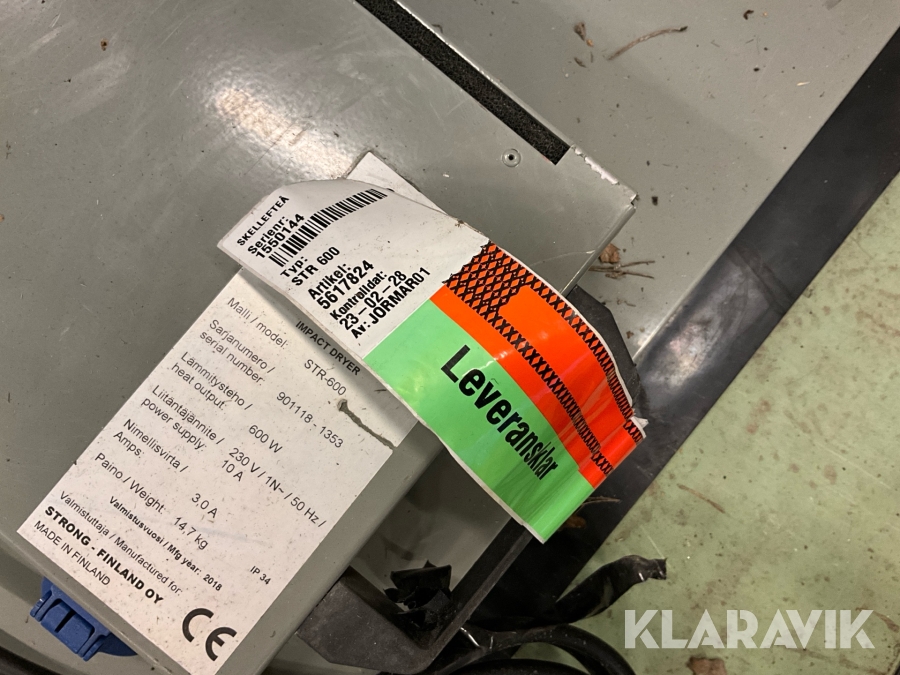 SKELLEFTEÅ
Serienr:
1550144
Typ:
STR 600
Artikel:
5617824
Kontrolldat:
23-02-28
Av: JORMAR01
Leveransklar
IMPACT DRYER
Malli / model: STR-600
Sarjanumero /
serial number: 901118 - 1353
Lämmitysteho /
heat output: 600 W
Liitäntäjännite / 230V / 1N~ / 50 Hz /
power supply: 10 A
Nimellisvirta /
Amps: 3,0 A
Paino / Weight: 14,7 kg
Valmistusvuosi / Mfg year: 2018 IP 34
Valmistuttaja / Manufactured for:
STRONG - FINLAND OY
MADE IN FINLAND
CE
KLARAVIK